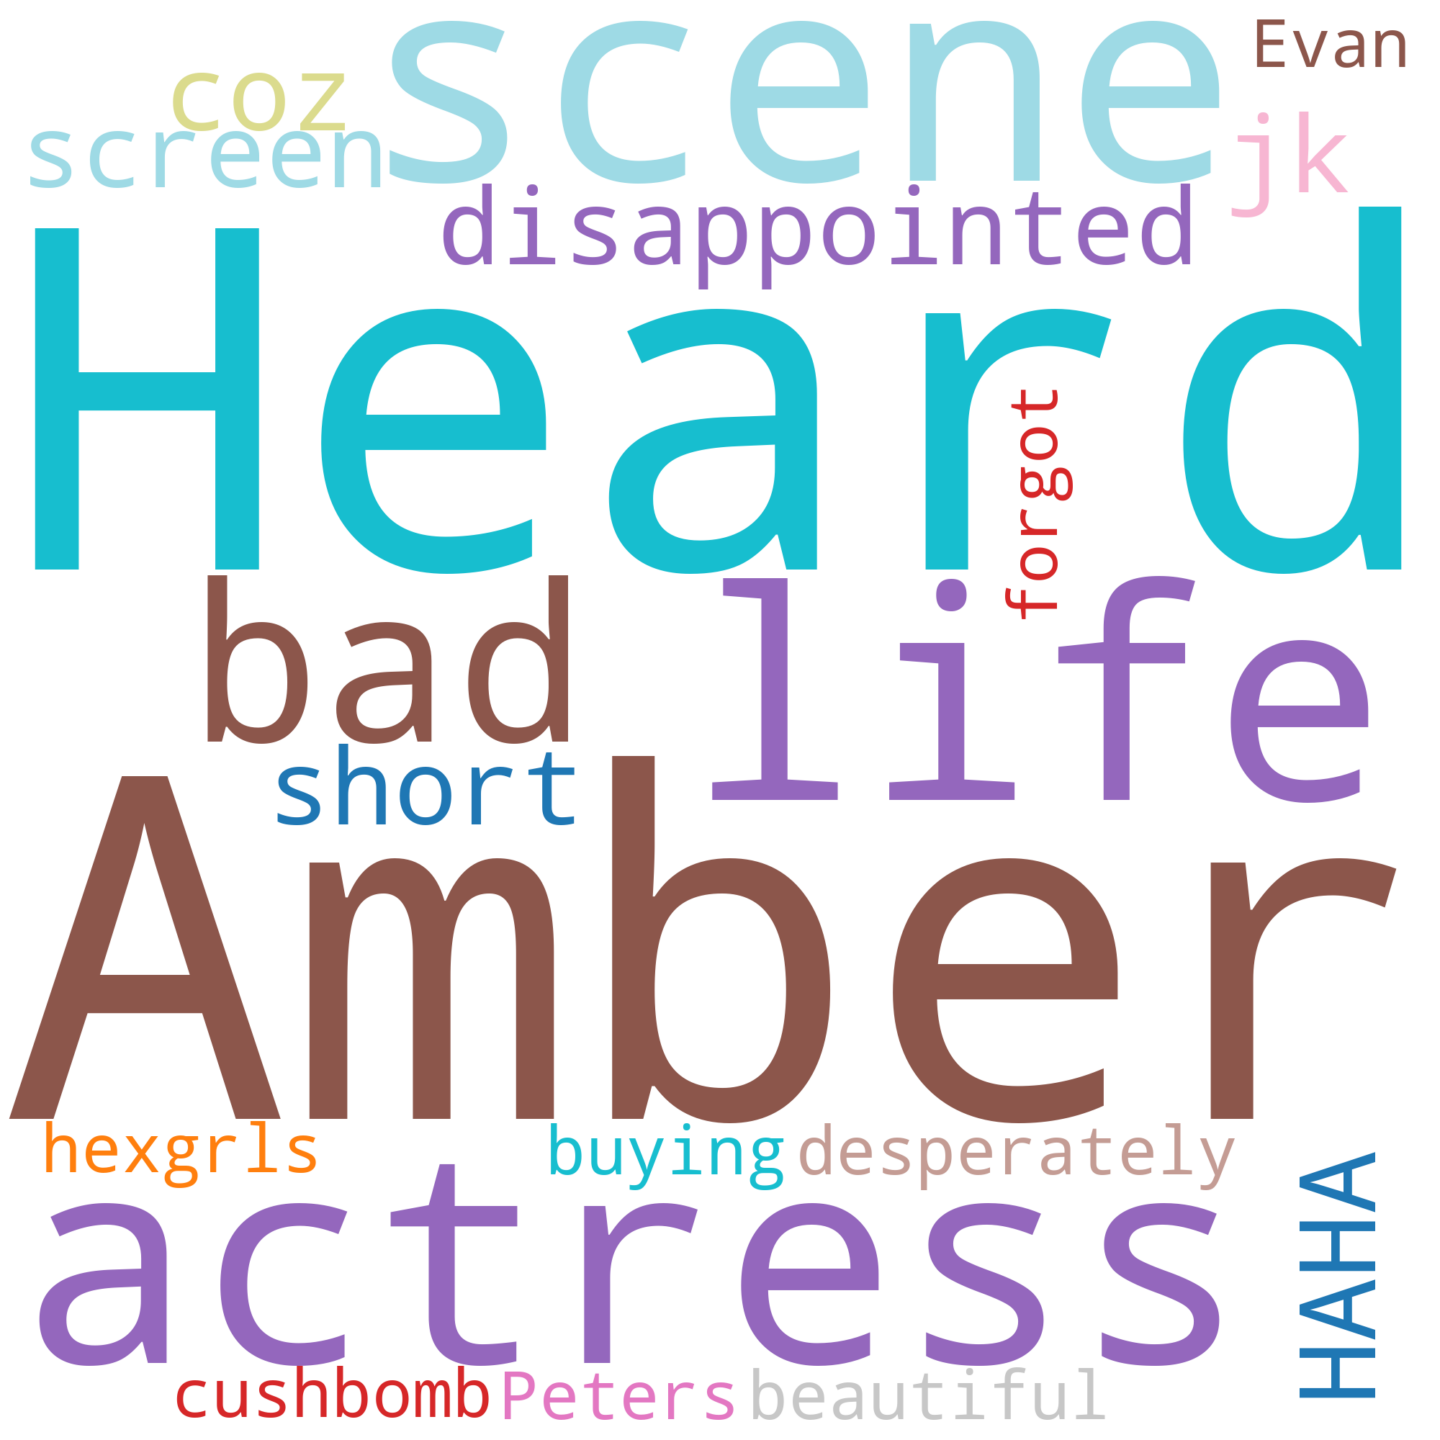 scene
Evan
coz
screen
jk
disappointed
Heard
forgot
bad
life
short
Amber
hexgrls
buying
desperately
actress
HAHA
cushbomb
Peters
beautiful